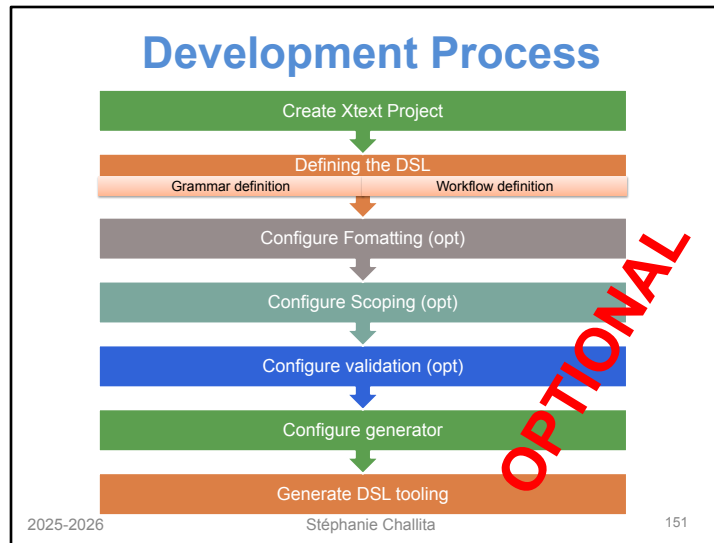 Development Process
Create Xtext Project
Defining the DSL
Grammar definition Workflow definition
Configure Fomatting (opt)
Configure Scoping (opt)
Configure validation (opt)
Configure generator
Generate DSL tooling
OPTIONAL
2025-2026 Stéphanie Challita 151